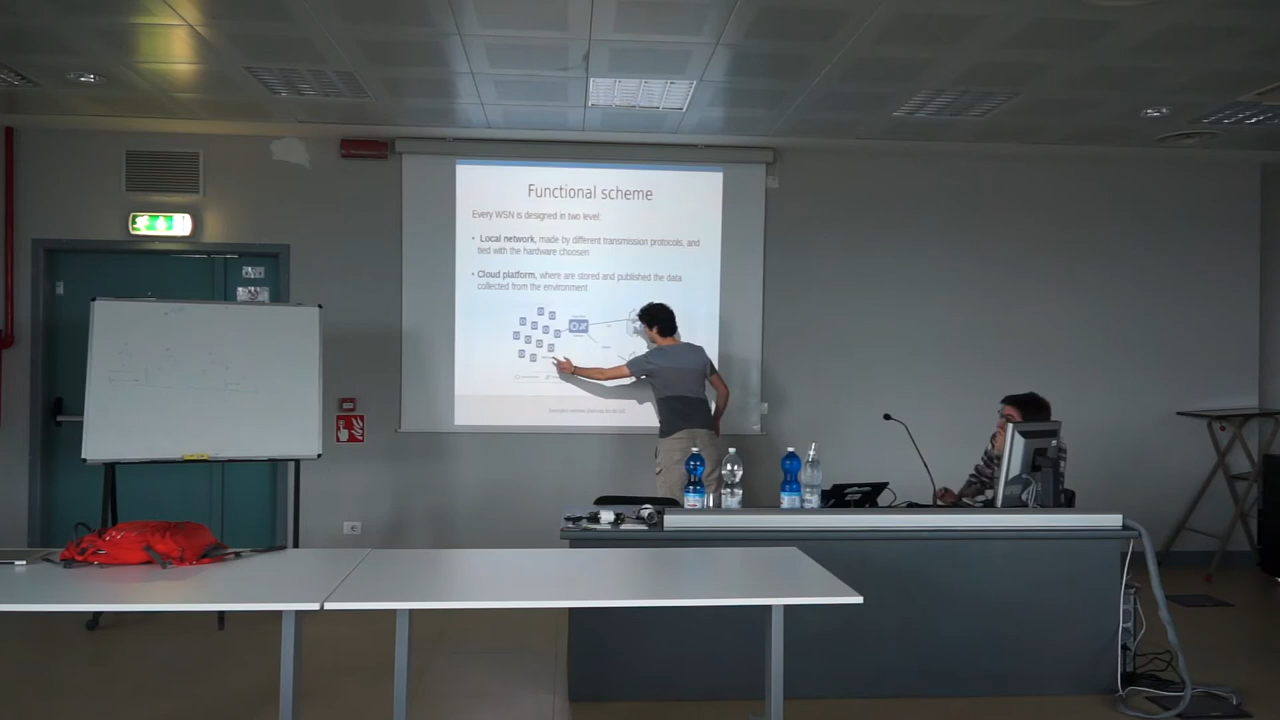 Functional scheme
Every WSN is designed in two level:
• Local network, made by different transmission protocols, and
tied with the hardware choosen
• Cloud platform, where are stored and published the data
collected from the environment